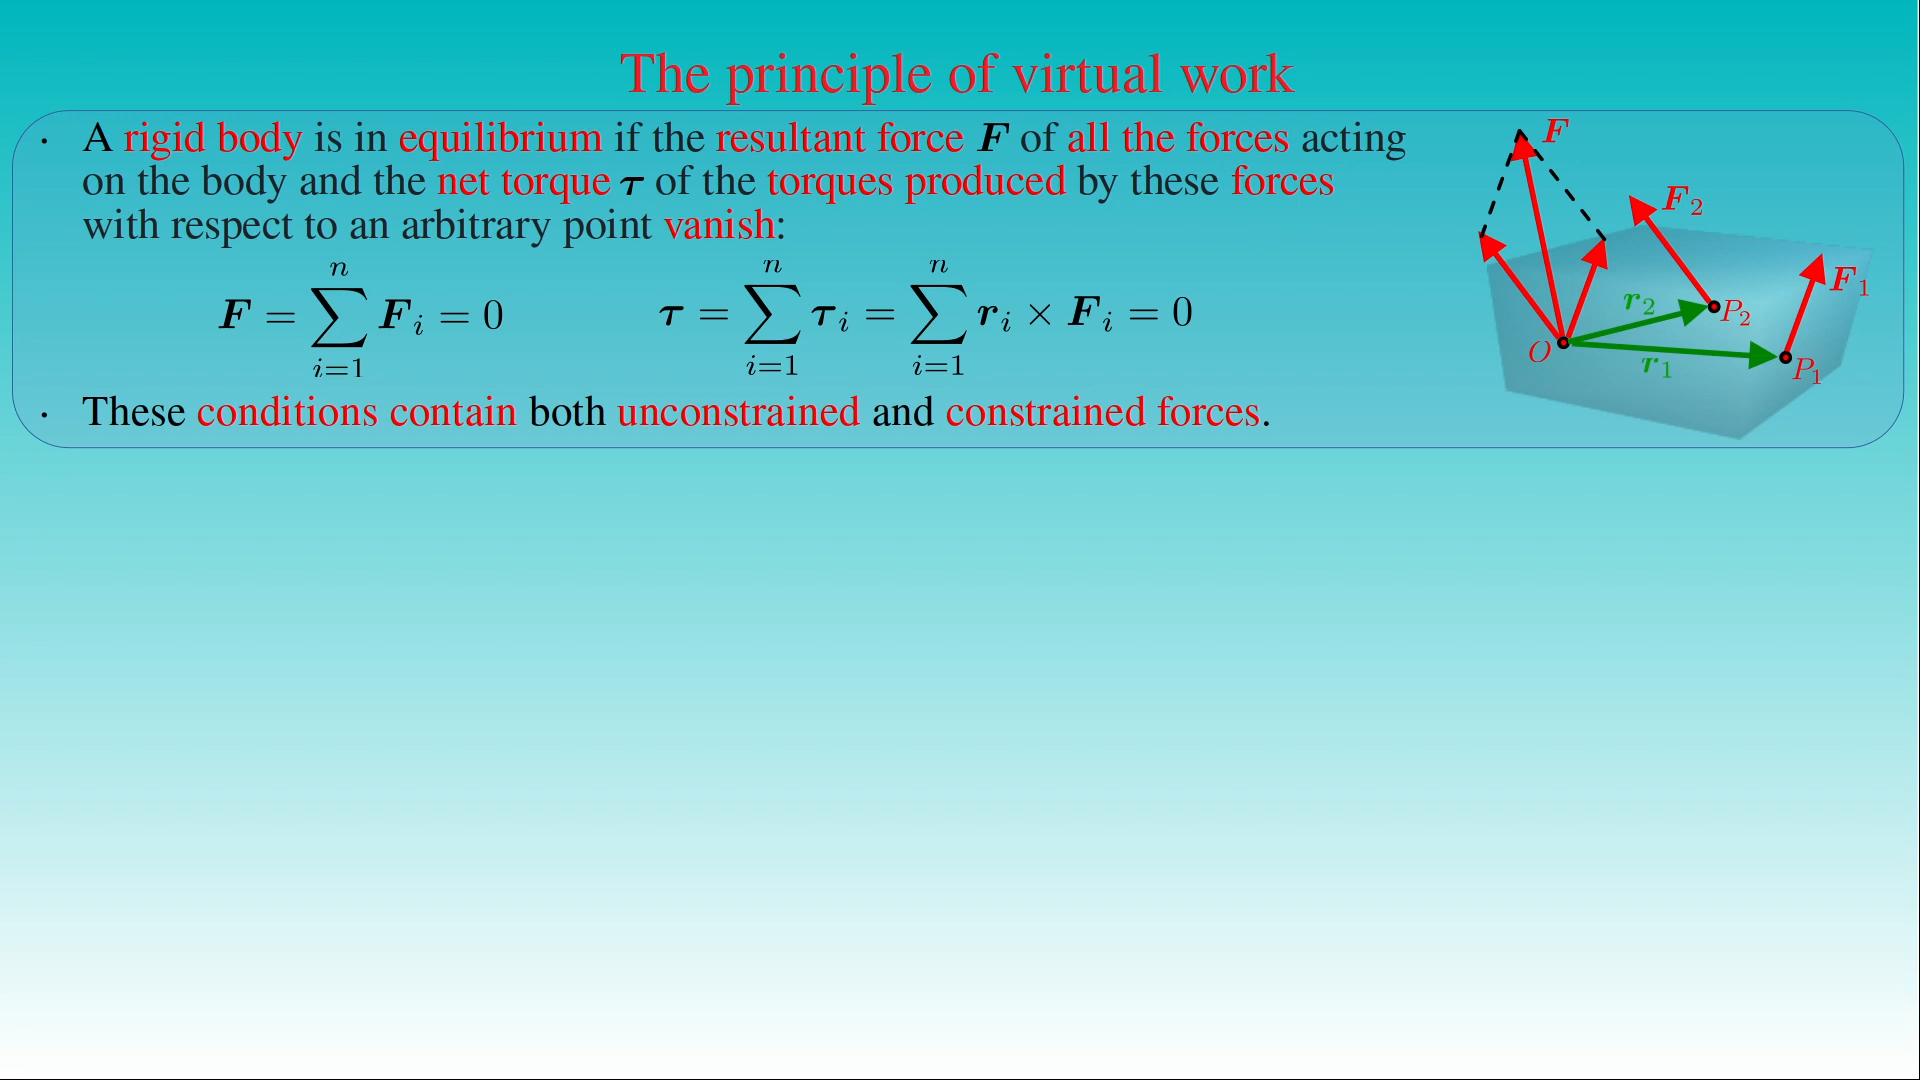 The principle of virtual work
· A rigid body is in equilibrium if the resultant force F of all the forces acting
on the body and the net torque τ of the torques produced by these forces
with respect to an arbitrary point vanish:
F = ∑_{i=1}^{n} F_i = 0    τ = ∑_{i=1}^{n} τ_i = ∑_{i=1}^{n} r_i × F_i = 0
· These conditions contain both unconstrained and constrained forces.
F
F_2
F_1
r_2
P_2
O
r_1
P_1